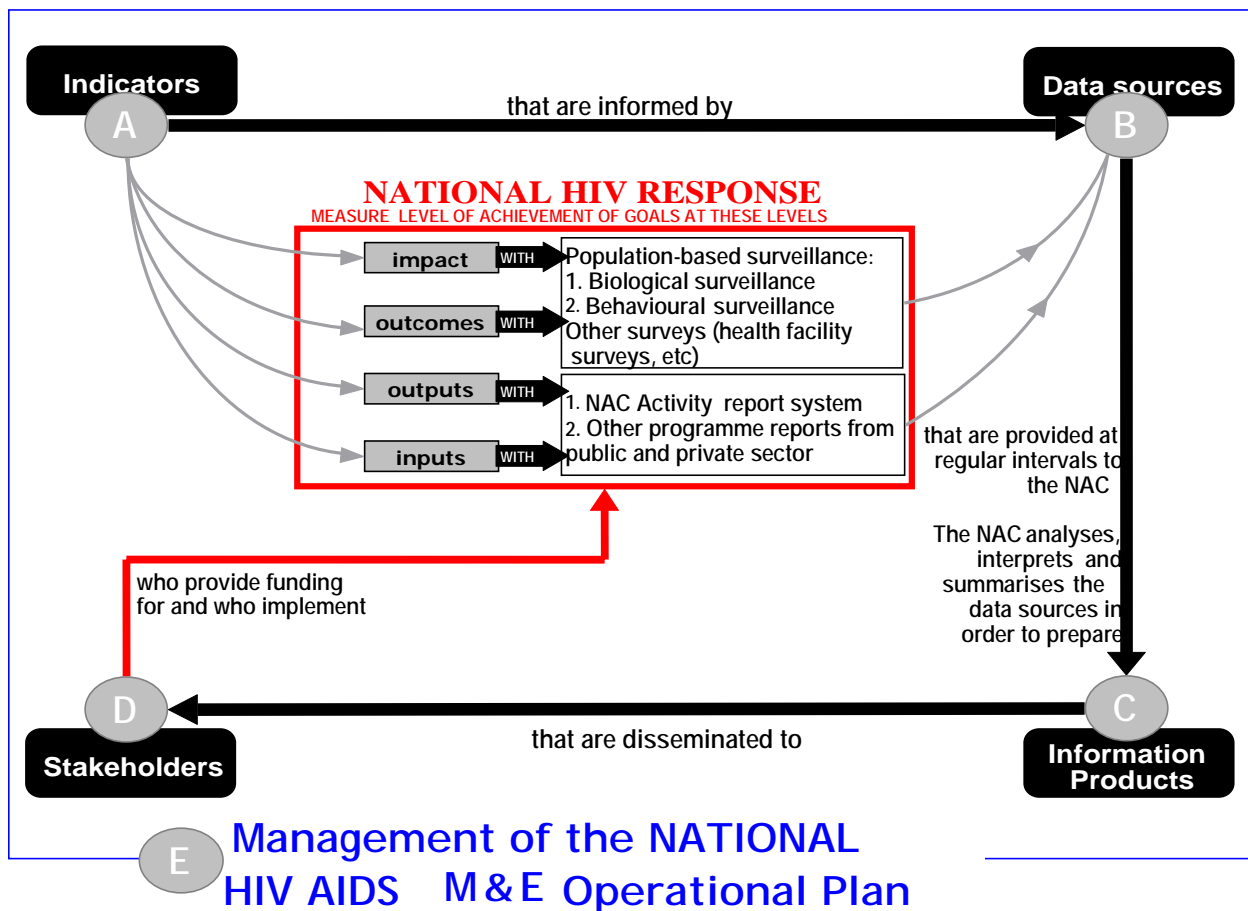 Indicators
A
that are informed by
Data sources
B
NATIONAL HIV RESPONSE
MEASURE LEVEL OF ACHIEVEMENT OF GOALS AT THESE LEVELS
impact
WITH
outcomes
WITH
outputs
WITH
inputs
WITH
Population-based surveillance:
1. Biological surveillance
2. Behavioural surveillance
Other surveys (health facility
surveys, etc)
1. NAC Activity report system
2. Other programme reports from
public and private sector
that are provided at
regular intervals to
the NAC
The NAC analyses,
interprets and
summarises the
data sources in
order to prepare
who provide funding
for and who implement
D
Stakeholders
that are disseminated to
C
Information
Products
E
Management of the NATIONAL
HIV AIDS M & E Operational Plan